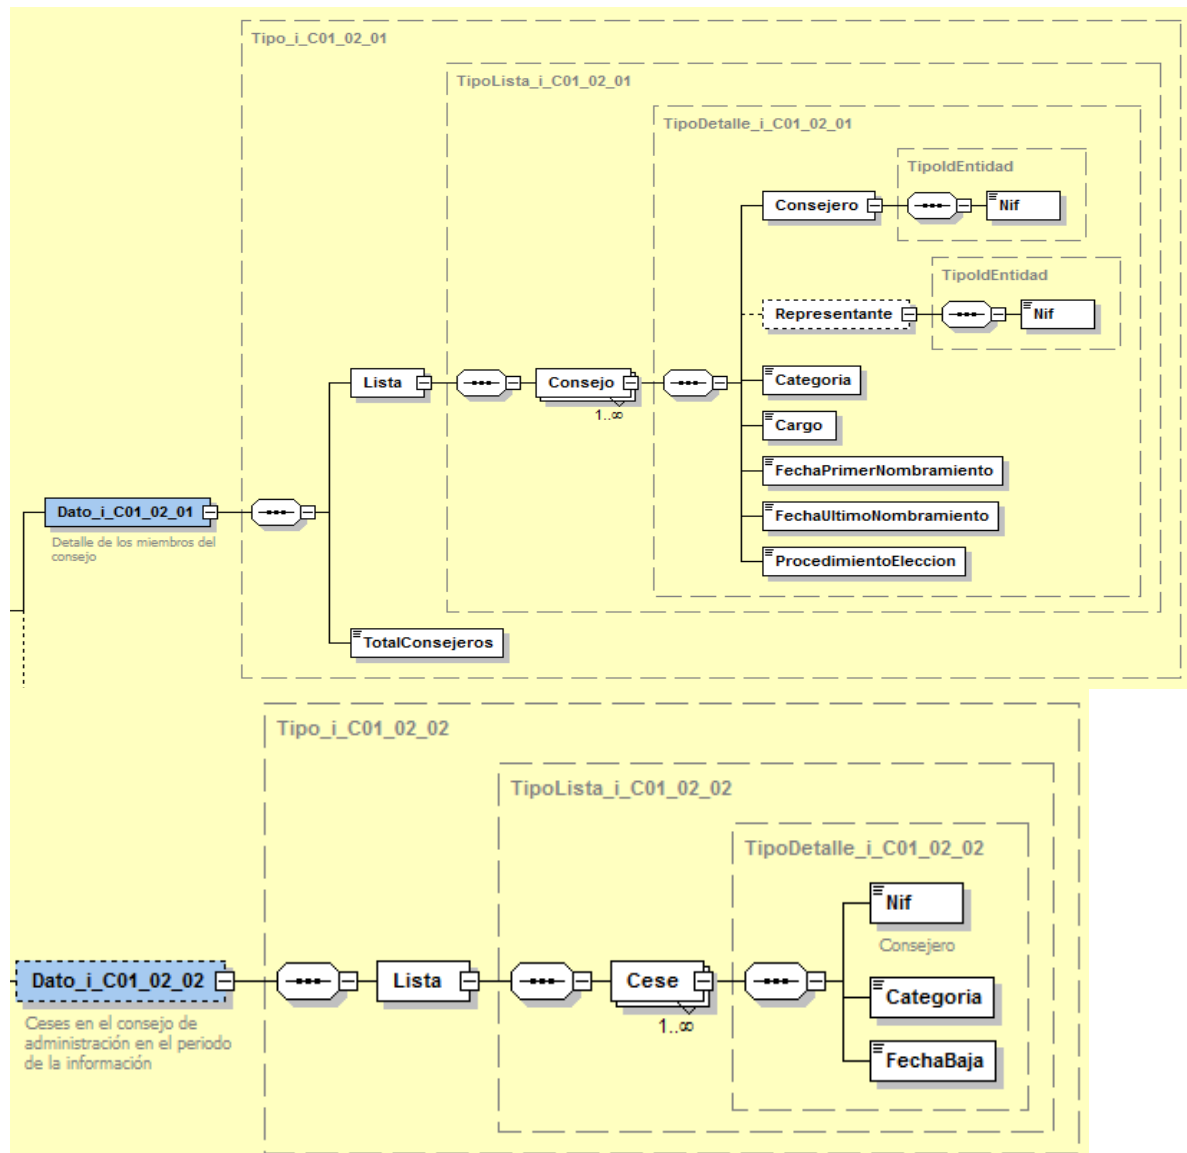 Tipo_i_C01_02_01
TipoLista_i_C01_02_01
TipoDetalle_i_C01_02_01
TipoIdEntidad
Consejero
Nif
TipoIdEntidad
Representante
Nif
Lista
Consejo
1..∞
Categoria
Cargo
FechaPrimerNombramiento
FechaUltimoNombramiento
ProcedimientoEleccion
Dato_i_C01_02_01
Detalle de los miembros del
consejo
TotalConsejeros
Tipo_i_C01_02_02
TipoLista_i_C01_02_02
TipoDetalle_i_C01_02_02
Nif
Consejero
Dato_i_C01_02_02
Lista
Cese
1..∞
Categoria
FechaBaja
Ceses en el consejo de
administración en el periodo
de la información